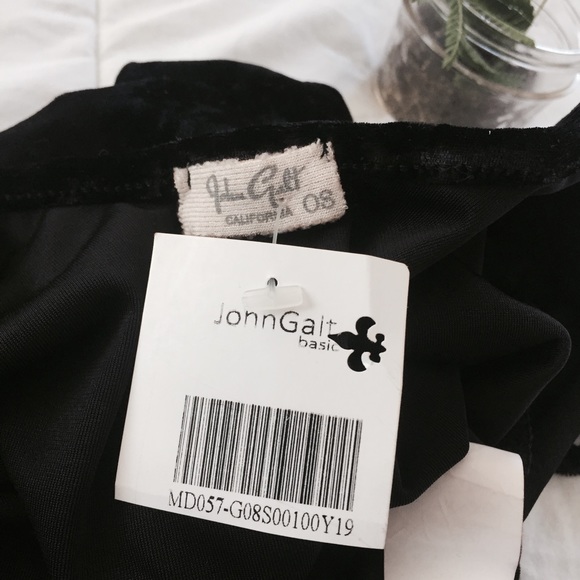 John Galt
CALIFORNIA OS
JohnGalt
basic
MD057-G08S00100Y19